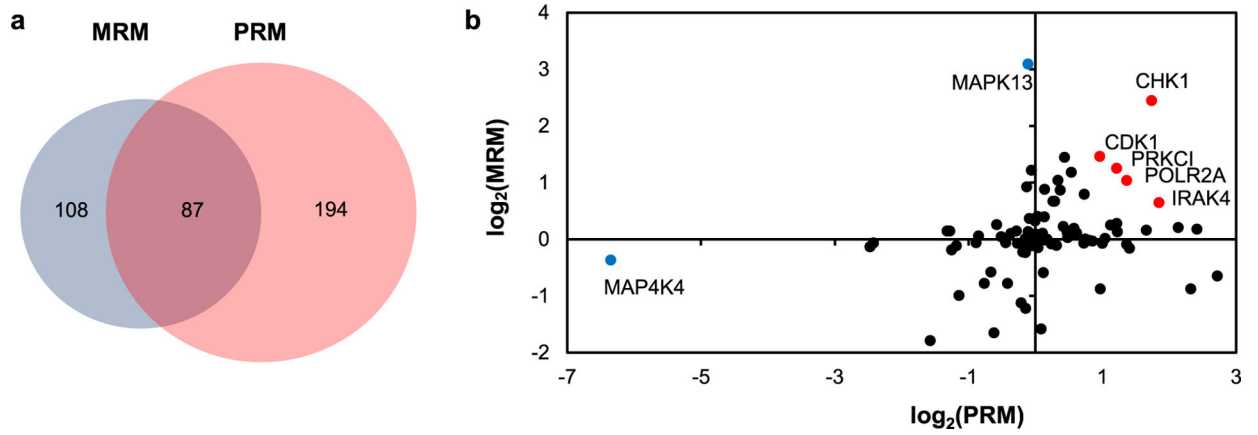 a
MRM PRM
108 87 194
b
log2(MRM)
4
3
2
1
0
-1
-2
MAPK13
CHK1
CDK1
PRKCI
POLR2A
IRAK4
MAP4K4
-7 -5 -3 -1 1 3
log2(PRM)